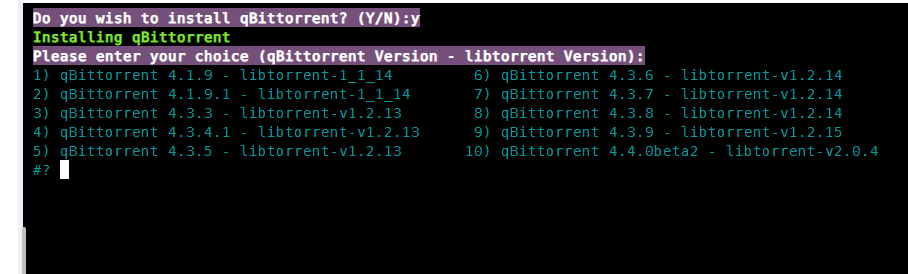 Do you wish to install qBittorrent? (Y/N):y
Installing qBittorrent
Please enter your choice (qBittorrent Version - libtorrent Version):
1) qBittorrent 4.1.9 - libtorrent-1_1_14 6) qBittorrent 4.3.6 - libtorrent-v1.2.14
2) qBittorrent 4.1.9.1 - libtorrent-1_1_14 7) qBittorrent 4.3.7 - libtorrent-v1.2.14
3) qBittorrent 4.3.3 - libtorrent-v1.2.13 8) qBittorrent 4.3.8 - libtorrent-v1.2.14
4) qBittorrent 4.3.4.1 - libtorrent-v1.2.13 9) qBittorrent 4.3.9 - libtorrent-v1.2.15
5) qBittorrent 4.3.5 - libtorrent-v1.2.13 10) qBittorrent 4.4.0beta2 - libtorrent-v2.0.4
#?